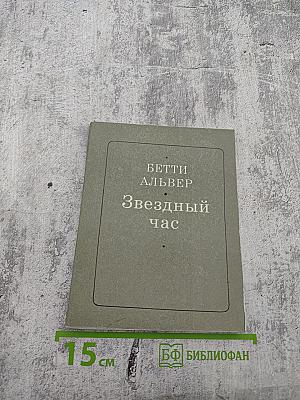 БЕТТИ
АЛЬВЕР
Звездный
час
15 см
БФ БИБЛИОФАН